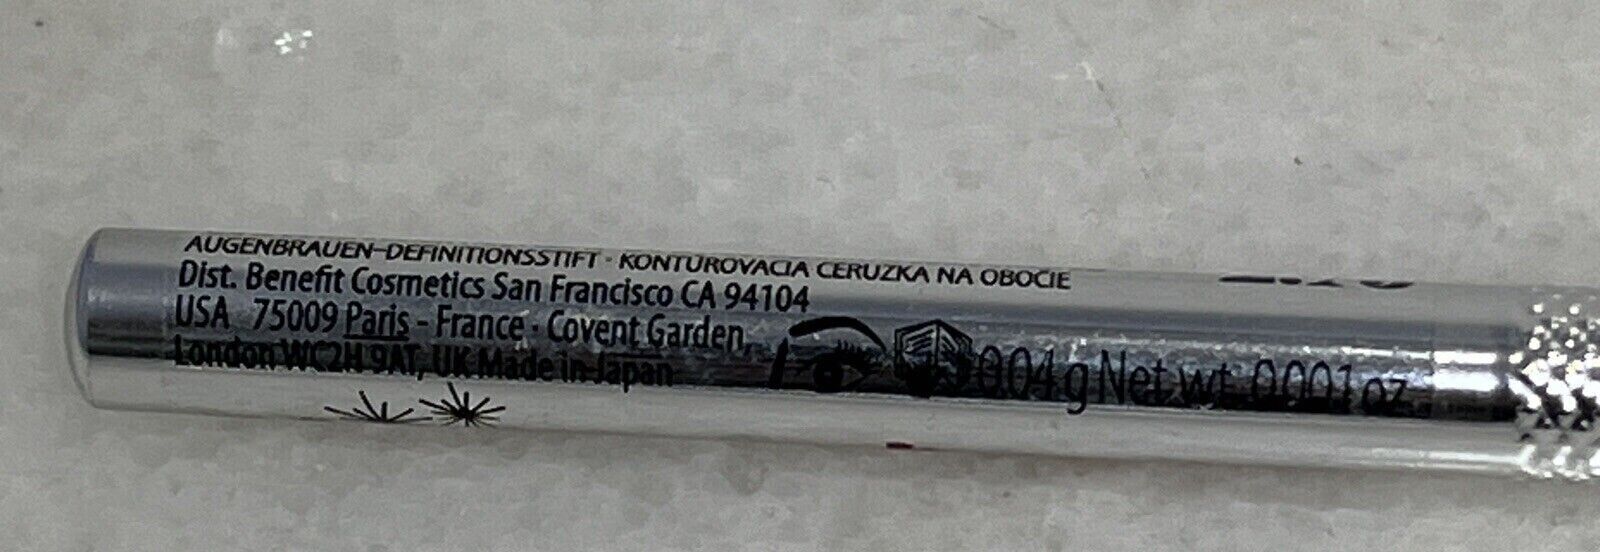 AUGENBRAUEN-DEFINITIONSSTIFT · KONTUROVACIA CERUZKA NA OBOCIE
Dist. Benefit Cosmetics San Francisco CA 94104
USA 75009 Paris - France · Covent Garden,
London WC2H 9AT, UK Made in Japan
0.04 g Net wt. 0.001 oz.